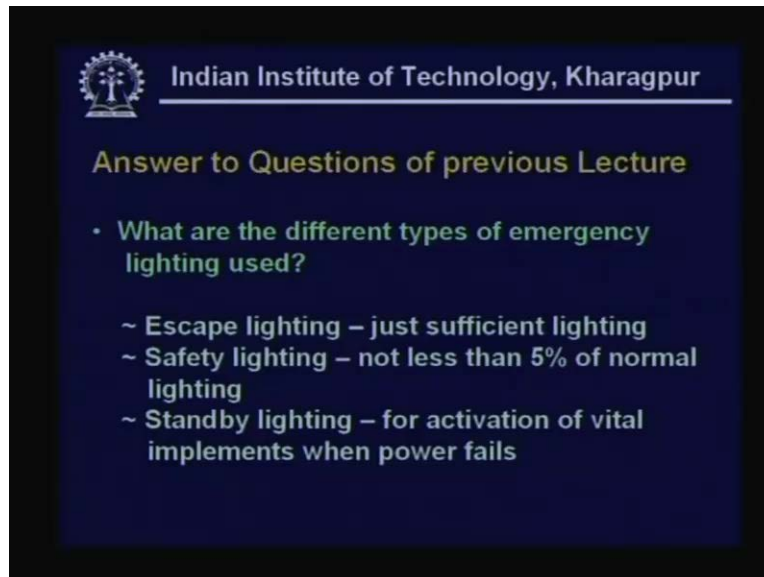 Indian Institute of Technology, Kharagpur
Answer to Questions of previous Lecture
• What are the different types of emergency
lighting used?
~ Escape lighting – just sufficient lighting
~ Safety lighting – not less than 5% of normal
lighting
~ Standby lighting – for activation of vital
implements when power fails